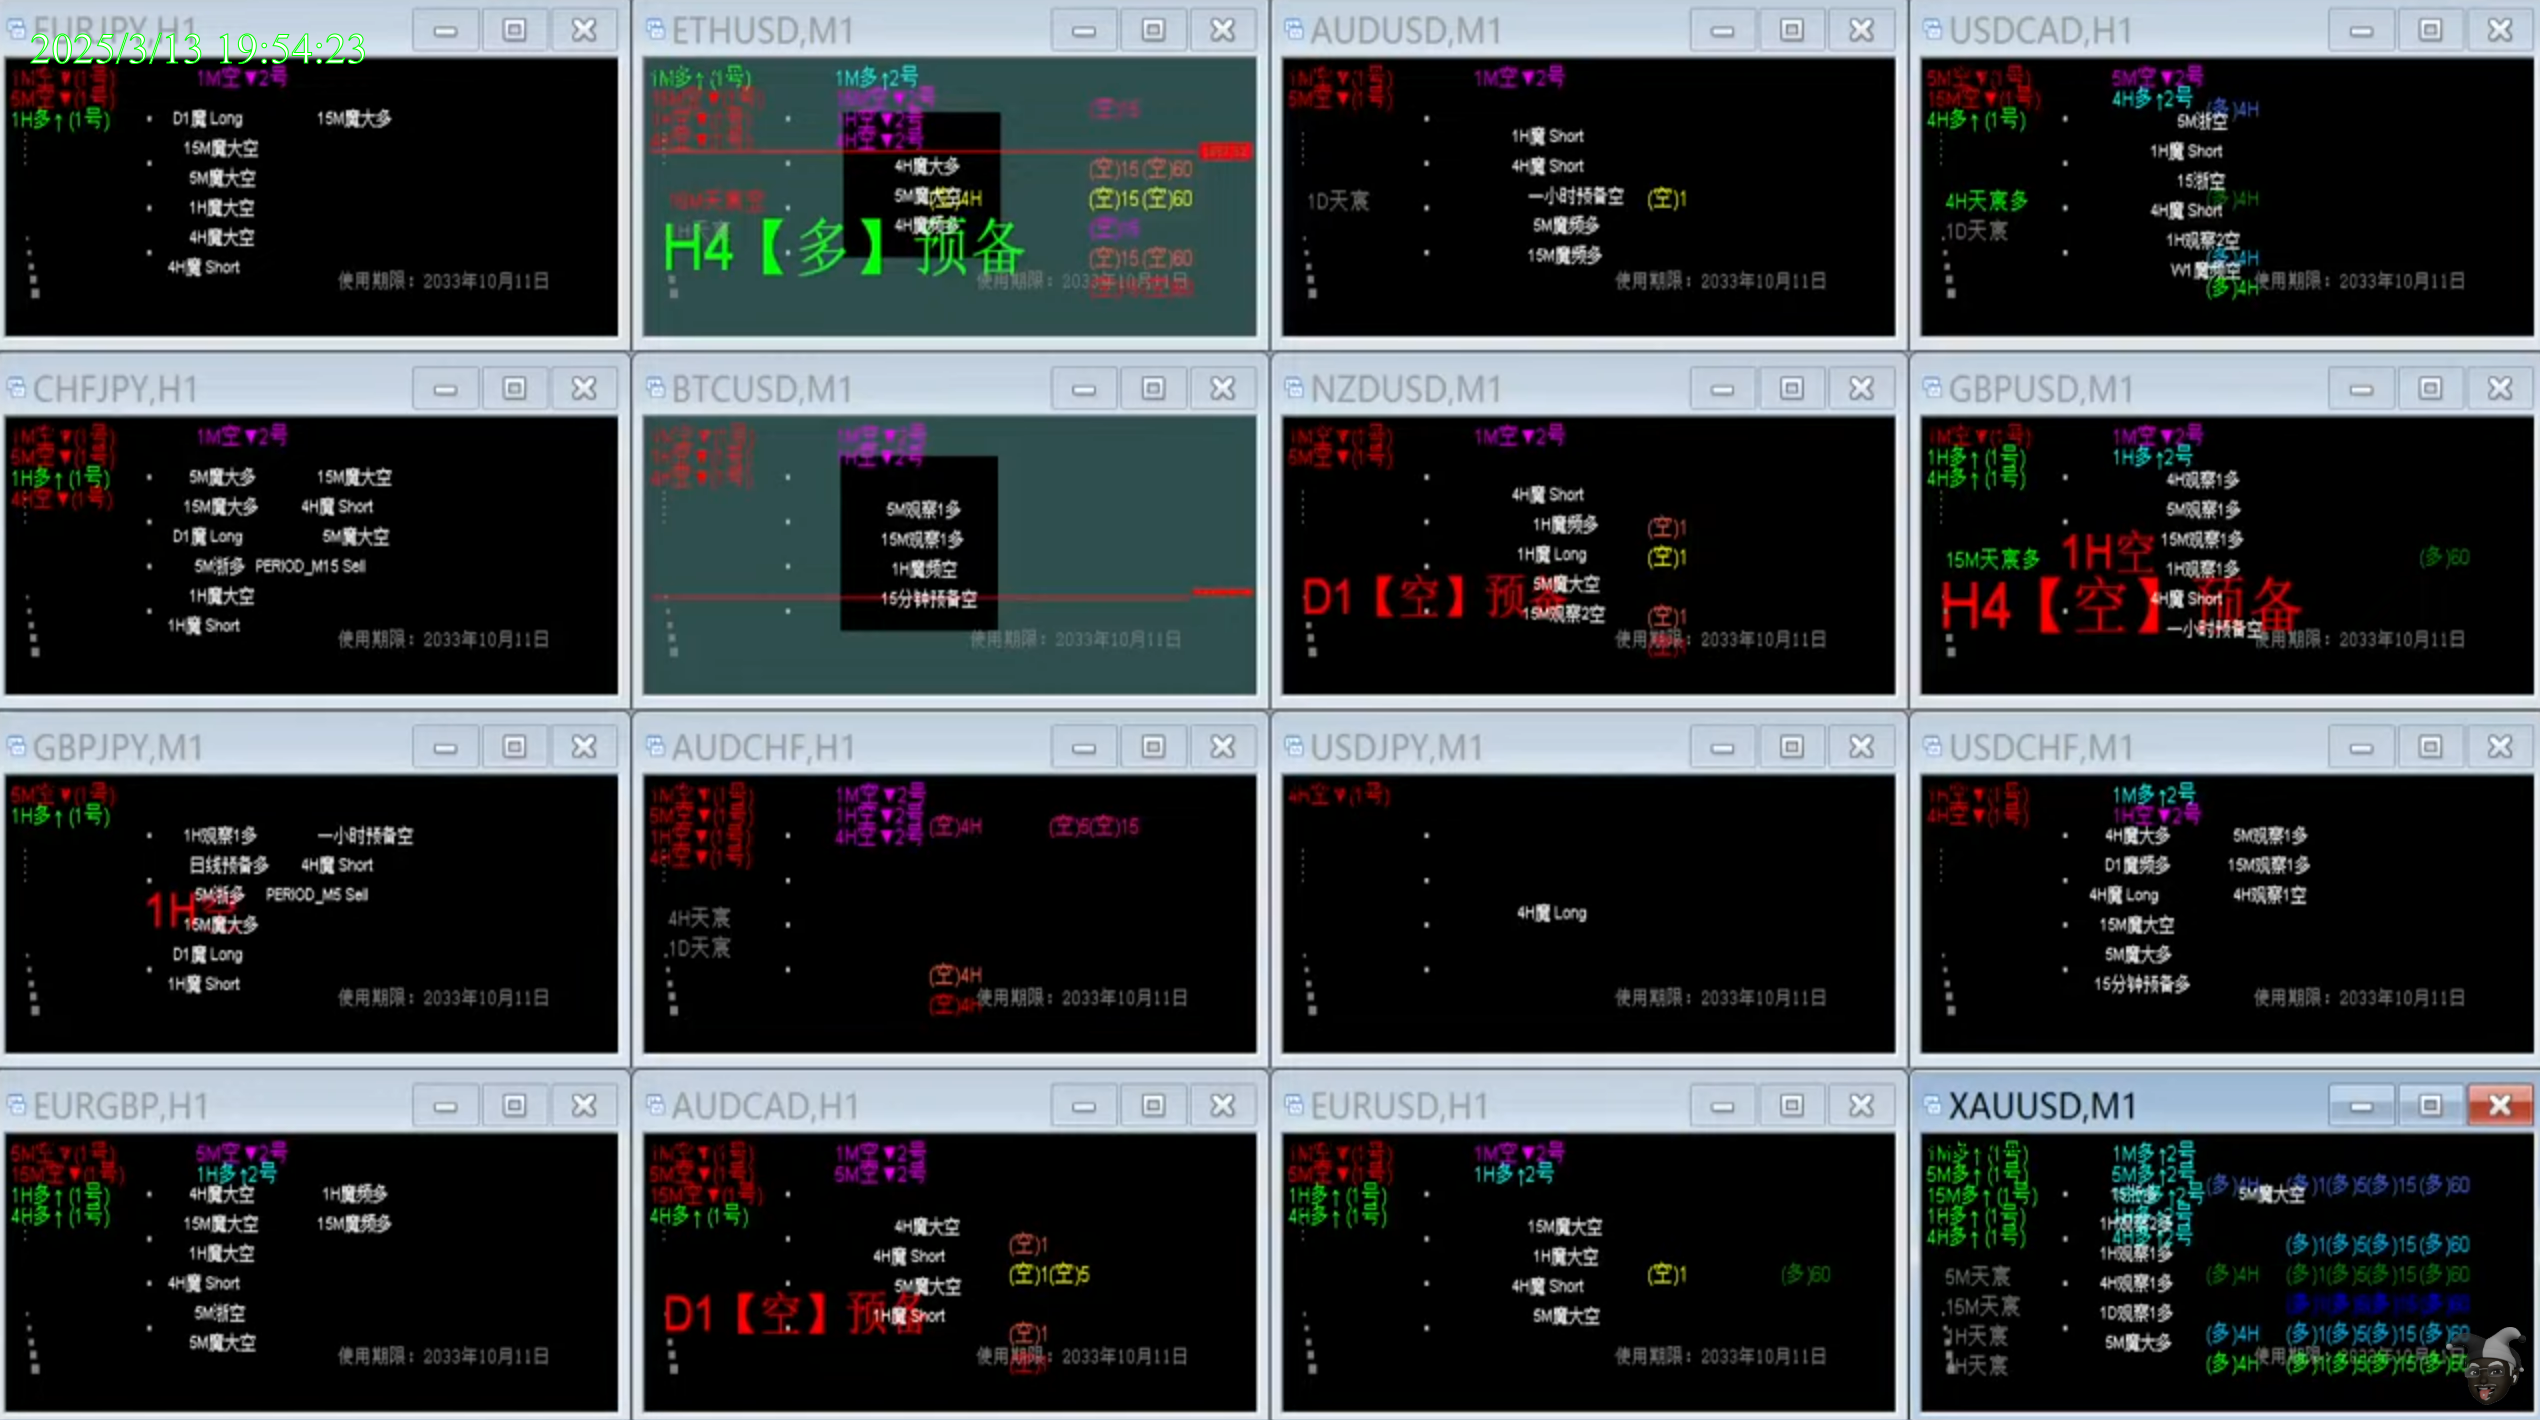 EURJPY,H1
2025/3/13 19:54:23
1M空▼(1号) 1M空▼2号
5M空▼(1号)
1H多↑(1号)
D1魔 Long 15M魔大多
15M魔大空
5M魔大空
1H魔大空
4H魔大空
4H魔 Short
使用期限：2033年10月11日
ETHUSD,M1
1M多↑(1号) 1M多↑2号
1H空▼2号
4H空▼2号
4H魔大多 (空)15(空)60
5M魔大空 4H (空)15(空)60
4H魔频多
H4【多】预备 (空)15(空)60
使用期限：2033年10月11日
AUDUSD,M1
1M空▼(1号) 1M空▼2号
5M空▼(1号)
1H魔 Short
4H魔 Short
1D天宸 一小时预备空 (空)1
5M魔频多
15M魔频多
使用期限：2033年10月11日
USDCAD,H1
5M空▼(1号) 5M空▼2号
15M空▼(1号) 4H多↑2号 (多)4H
4H多↑(1号) 5M浙空
1H魔 Short
15浙空
4H天宸多 (多)4H
4H魔 Short
1D天宸 1H观察2空
(多)4H
W1魔频空
(多)4H 使用期限：2033年10月11日
CHFJPY,H1
1M空▼(1号) 1M空▼2号
5M空▼(1号)
1H多↑(1号) 5M魔大多 15M魔大空
4H空▼(1号) 15M魔大多 4H魔 Short
D1魔 Long 5M魔大空
5M浙多 PERIOD_M15 Sell
1H魔大空
1H魔 Short
使用期限：2033年10月11日
BTCUSD,M1
1M空▼(1号) 1M空▼2号
1H空▼(1号) 1H空▼2号
4H空▼(1号)
5M观察1多
15M观察1多
1H魔频空
15分钟预备空
使用期限：2033年10月11日
NZDUSD,M1
1M空▼(1号) 1M空▼2号
5M空▼(1号)
4H魔 Short
1H魔频多 (空)1
1H魔 Long (空)1
5M魔大空
D1【空】预备
15M观察2空 (空)1
使用期限：2033年10月11日
GBPUSD,M1
1M空▼(1号) 1M空▼2号
1H多↑(1号) 1H多↑2号
4H多↑(1号) 4H观察1多
5M观察1多
1H空 15M观察1多
15M天宸多 (多)60
1H观察1多
H4【空】预备
4H魔 Short
一小时预备空
使用期限：2033年10月11日
GBPJPY,M1
5M空▼(1号)
1H多↑(1号)
1H观察1多 一小时预备空
日线预备多 4H魔 Short
5M浙多 PERIOD_M5 Sell
1H空
15M魔大多
D1魔 Long
1H魔 Short
使用期限：2033年10月11日
AUDCHF,H1
1M空▼(1号) 1M空▼2号
5M空▼(1号) 1H空▼2号 (空)4H (空)5(空)15
1H空▼(1号) 4H空▼2号
4H空▼(1号)
4H天宸
1D天宸
(空)4H
(空)4H 使用期限：2033年10月11日
USDJPY,M1
4H空▼(1号)
4H魔 Long
使用期限：2033年10月11日
USDCHF,M1
1H空▼(1号) 1M多↑2号
4H空▼(1号) 1H空▼2号
4H魔大多 5M观察1多
D1魔频多 15M观察1多
4H魔 Long 4H观察1空
15M魔大空
5M魔大多
15分钟预备多
使用期限：2033年10月11日
EURGBP,H1
5M空▼(1号) 5M空▼2号
15M空▼(1号) 1H多↑2号
1H多↑(1号) 4H魔大空 1H魔频多
4H多↑(1号) 15M魔大空 15M魔频多
1H魔大空
4H魔 Short
5M浙空
5M魔大空
使用期限：2033年10月11日
AUDCAD,H1
1M空▼(1号) 1M空▼2号
5M空▼(1号) 5M空▼2号
15M空▼(1号)
4H多↑(1号) 4H魔大空
(空)1
4H魔 Short
(空)1(空)5
5M魔大空
D1【空】预备
1H魔 Short
(空)1
使用期限：2033年10月11日
EURUSD,H1
1M空▼(1号) 1M空▼2号
5M空▼(1号) 1H多↑2号
1H多↑(1号)
4H多↑(1号) 15M魔大空
1H魔大空
(空)1 (多)60
4H魔 Short
5M魔大空
使用期限：2033年10月11日
XAUUSD,M1
1M多↑(1号) 1M多↑2号
5M多↑(1号) 5M多↑2号 (多)4H (多)1(多)5(多)15(多)60
15M多↑(1号) 5M魔大空
1H多↑(1号) 1H观察2多
4H多↑(1号) 4H多↑2号 (多)1(多)5(多)15(多)60
1H观察1多
5M天宸 4H观察1多 (多)4H (多)1(多)5(多)15(多)60
15M天宸 1D观察1多
1H天宸 5M魔大多 (多)4H (多)1(多)5(多)15(多)60
H天宸 (多)4H (多)1(多)5(多)15(多)60